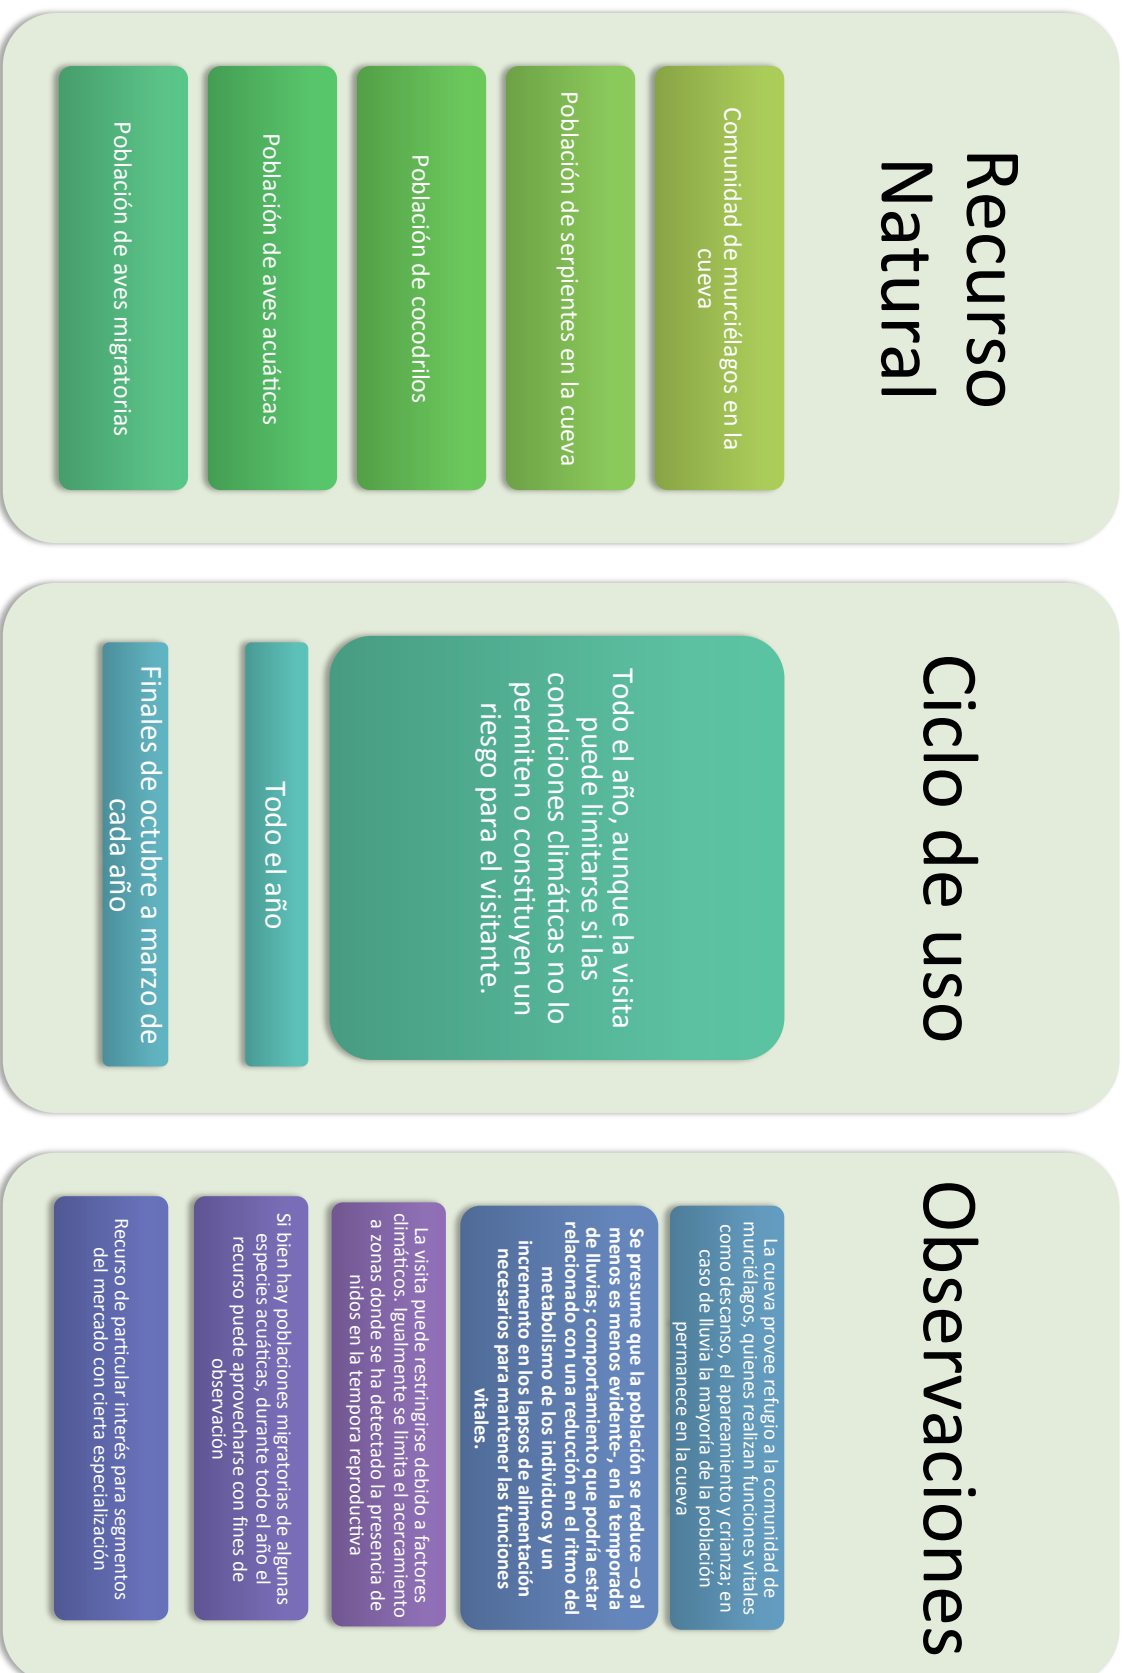 Recurso
Natural
Comunidad de murciélagos en la
cueva
Población de serpientes en la cueva
Población de cocodrilos
Población de aves acuáticas
Población de aves migratorias
Ciclo de uso
Todo el año, aunque la visita
puede limitarse si las
condiciones climáticas no lo
permiten o constituyen un
riesgo para el visitante.
Todo el año
Finales de octubre a marzo de
cada año
Observaciones
La cueva provee refugio a la comunidad de
murciélagos, quienes realizan funciones vitales
como descanso, el apareamiento y crianza; en
caso de lluvia la mayoría de la población
permanece en la cueva
Se presume que la población se reduce –o al
menos es menos evidente-, en la temporada
de lluvias; comportamiento que podría estar
relacionado con una reducción en el ritmo del
metabolismo de los individuos y un
incremento en los lapsos de alimentación
necesarios para mantener las funciones
vitales.
La visita puede restringirse debido a factores
climáticos. Igualmente se limita el acercamiento
a zonas donde se ha detectado la presencia de
nidos en la tempora reproductiva
Si bien hay poblaciones migratorias de algunas
especies acuáticas, durante todo el año el
recurso puede aprovecharse con fines de
observación
Recurso de particular interés para segmentos
del mercado con cierta especialización